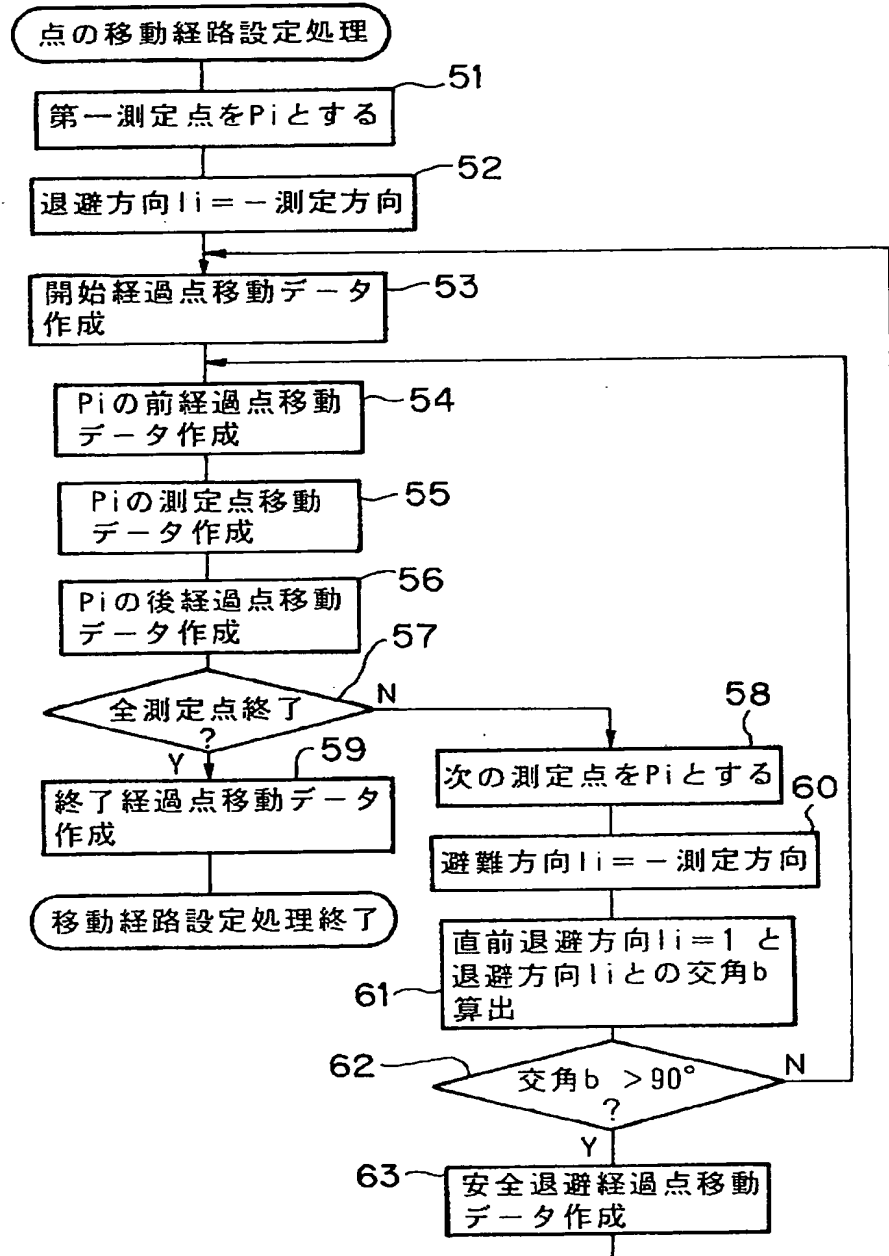 点の移動経路設定処理
51
第一測定点をPiとする
52
退避方向li=-測定方向
53
開始経過点移動データ
作成
54
Piの前経過点移動
データ作成
55
Piの測定点移動
データ作成
56
Piの後経過点移動
データ作成
57
全測定点終了
?
N
Y
59
終了経過点移動データ
作成
移動経路設定処理終了
58
次の測定点をPiとする
60
避難方向li=-測定方向
61
直前退避方向li=1と
退避方向liとの交角b
算出
62
交角b >90°
?
N
Y
63
安全退避経過点移動
データ作成